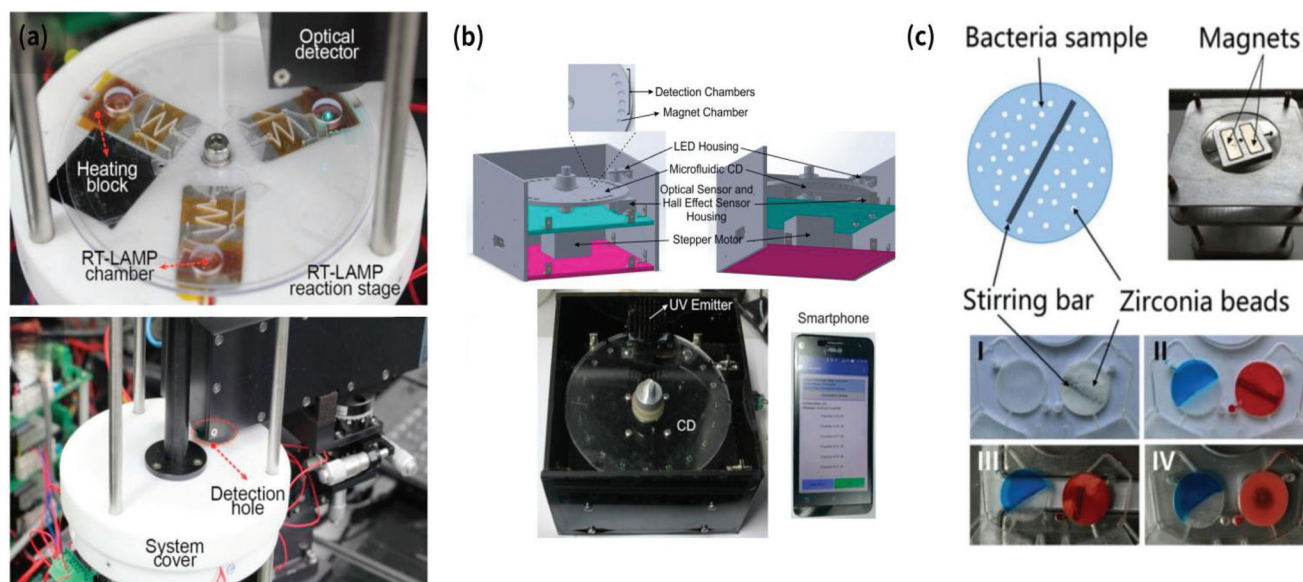 (a)
Optical
detector
Heating
block
RT-LAMP
chamber
RT-LAMP
reaction stage
Detection
hole
System
cover
(b)
Detection Chambers
Magnet Chamber
LED Housing
Microfluidic CD
Optical Sensor and
Hall Effect Sensor
Housing
Stepper Motor
UV Emitter
CD
Smartphone
(c)
Bacteria sample
Magnets
Stirring bar
Zirconia beads
I
II
III
IV